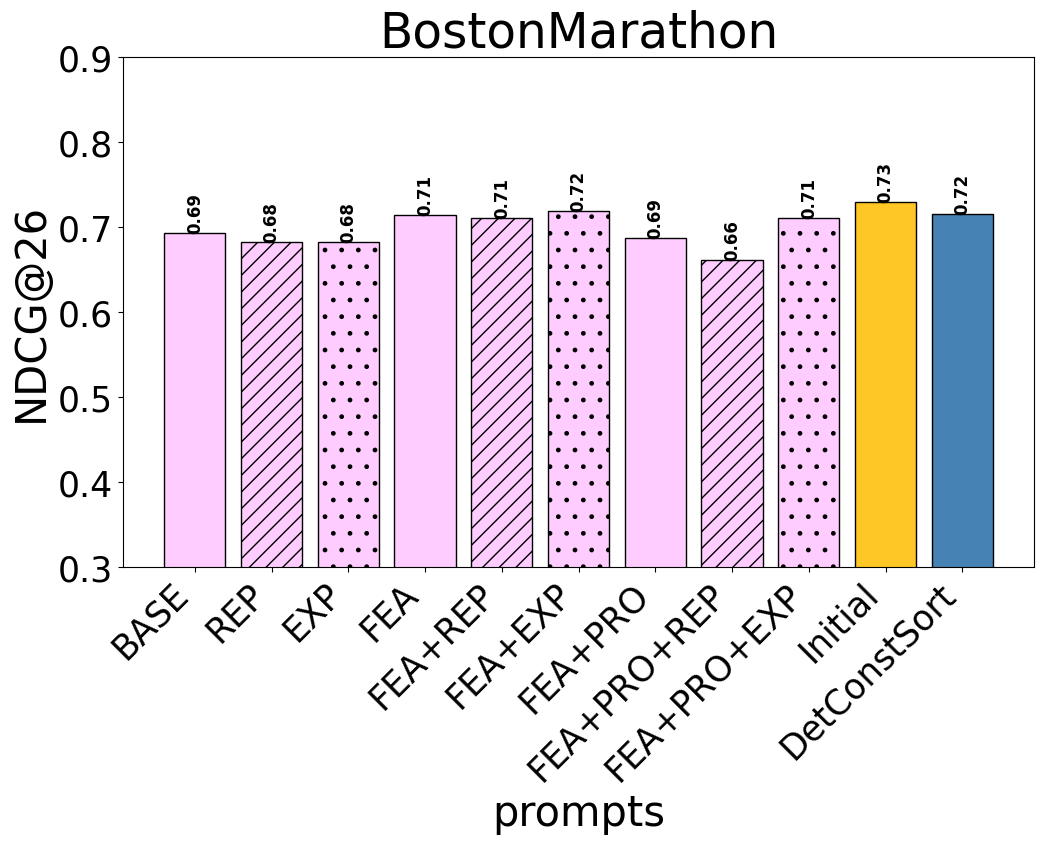 BostonMarathon
NDCG@26
0.9
0.8
0.7
0.6
0.5
0.4
0.3
0.69
0.68
0.68
0.71
0.71
0.72
0.69
0.66
0.71
0.73
0.72
BASE
REP
EXP
FEA
FEA+REP
FEA+EXP
FEA+PRO
FEA+PRO+REP
FEA+PRO+EXP
Initial
DetConstSort
prompts